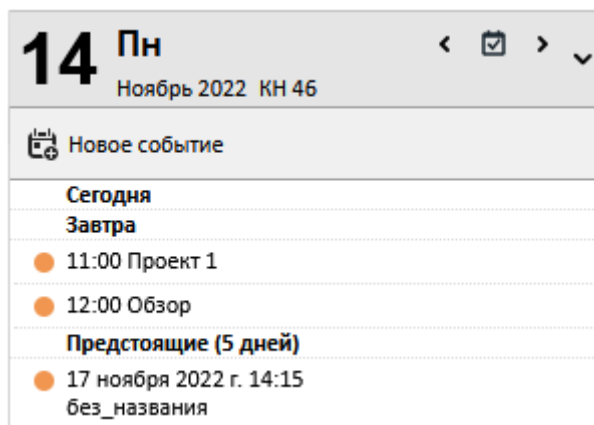 14 Пн
Ноябрь 2022 КН 46
Новое событие
Сегодня
Завтра
11:00 Проект 1
12:00 Обзор
Предстоящие (5 дней)
17 ноября 2022 г. 14:15
без_названия